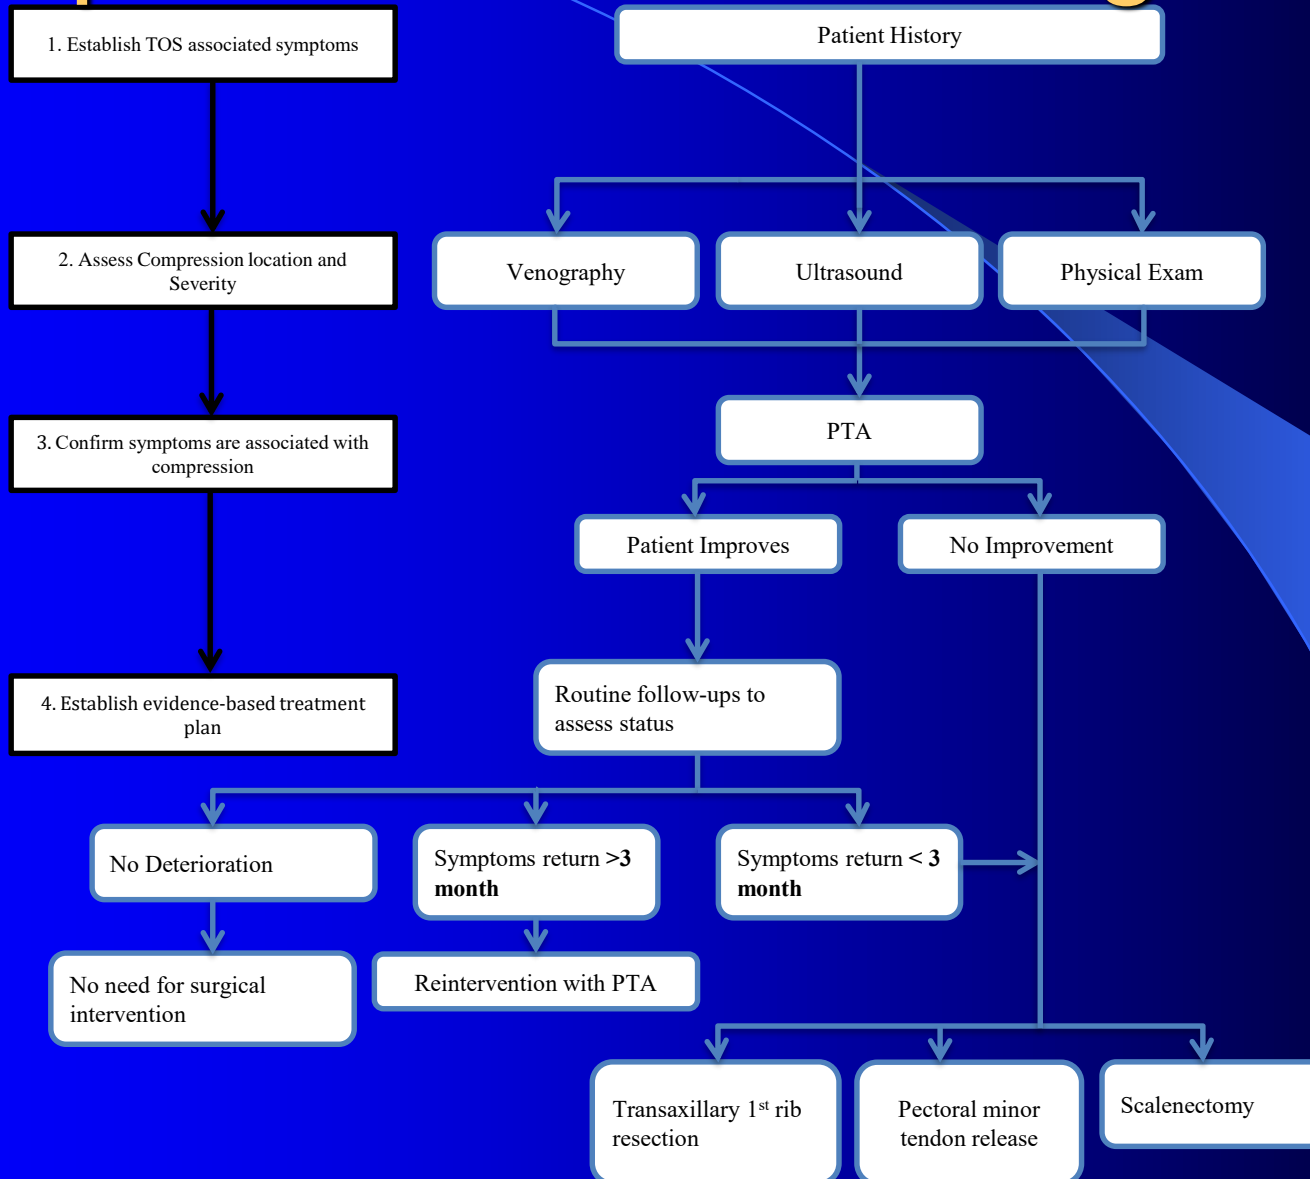 1. Establish TOS associated symptoms
Patient History
2. Assess Compression location and
Severity
Venography
Ultrasound
Physical Exam
3. Confirm symptoms are associated with
compression
PTA
Patient Improves
No Improvement
4. Establish evidence-based treatment
plan
Routine follow-ups to
assess status
No Deterioration
Symptoms return >3
month
Symptoms return < 3
month
No need for surgical
intervention
Reintervention with PTA
Transaxillary 1st rib
resection
Pectoral minor
tendon release
Scalenectomy